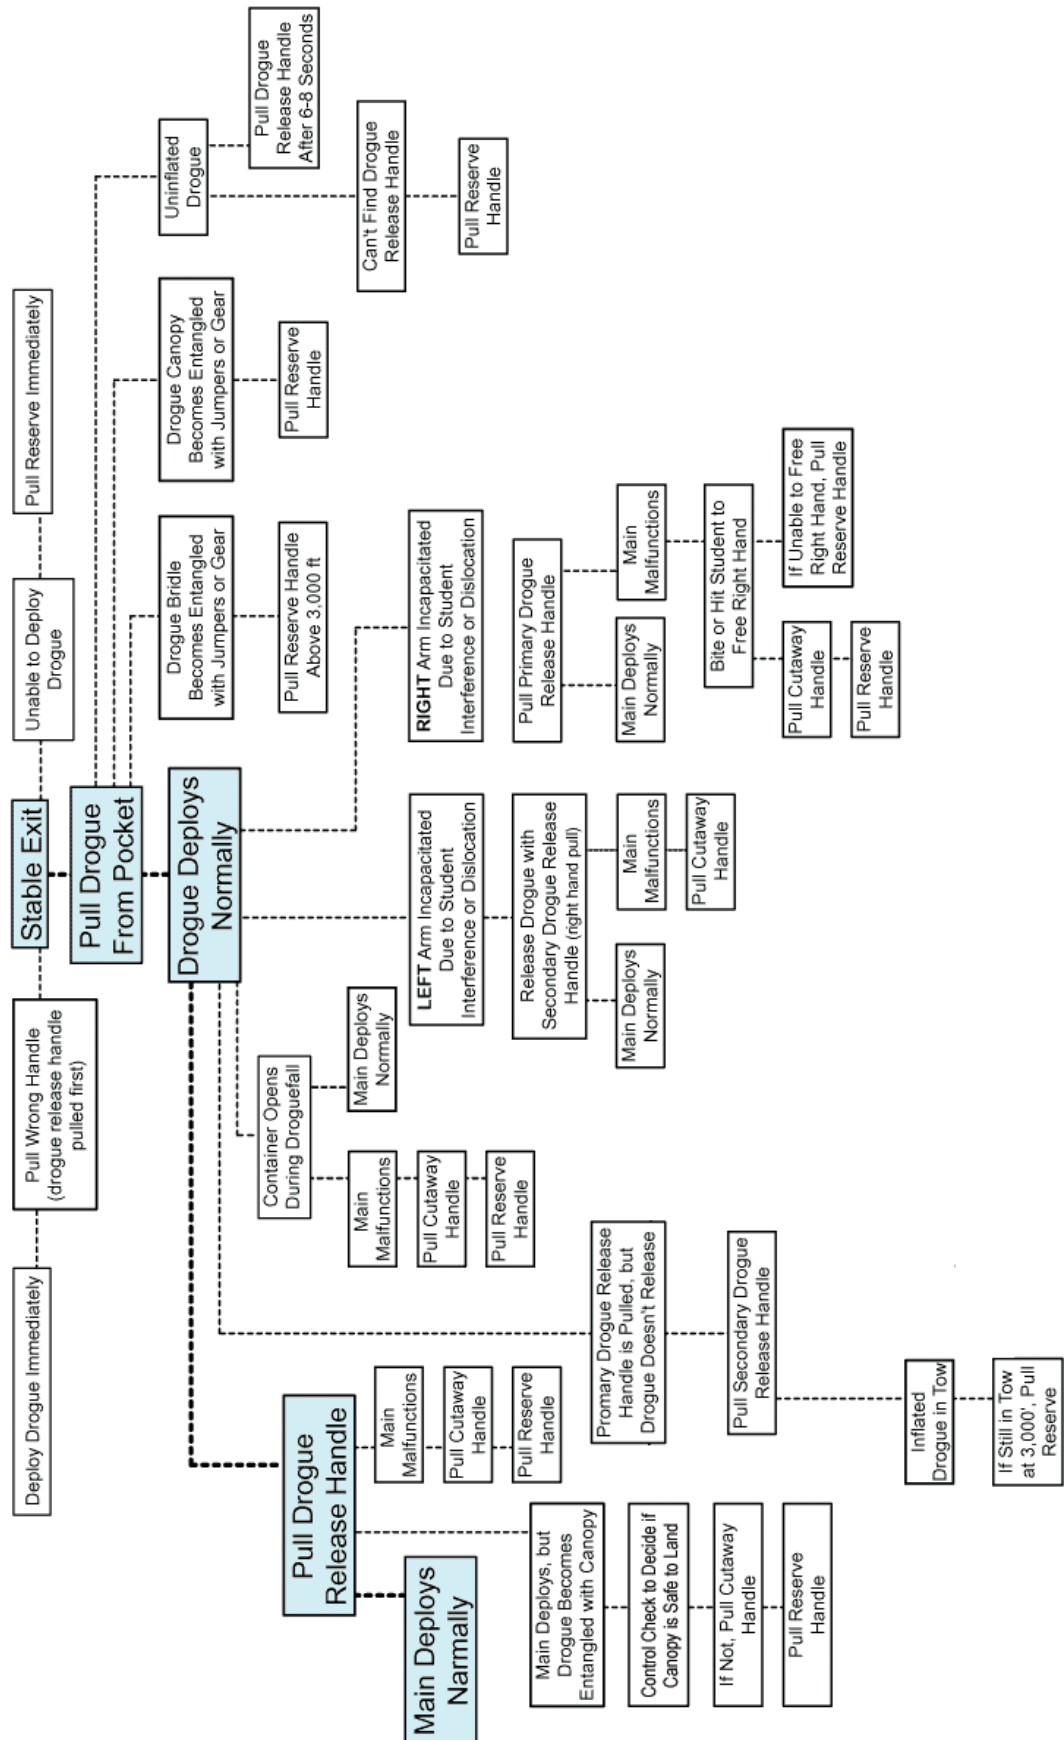 Stable Exit
Pull Wrong Handle
(drogue release handle
pulled first)
Deploy Drogue Immediately
Unable to Deploy
Drogue
Pull Reserve Immediately
Pull Drogue
From Pocket
Drogue Deploys
Normally
Drogue Bridle
Becomes Entangled
with Jumpers or Gear
Pull Reserve Handle
Above 3,000 ft
Drogue Canopy
Becomes Entangled
with Jumpers or Gear
Pull Reserve
Handle
Uninflated
Drogue
Pull Drogue
Release Handle
After 6-8 Seconds
Can't Find Drogue
Release Handle
Pull Reserve
Handle
Pull Drogue
Release Handle
Main Deploys
Narmally
Main
Malfunctions
Pull Cutaway
Handle
Pull Reserve
Handle
Main Deploys, but
Drogue Becomes
Entangled with Canopy
Control Check to Decide if
Canopy is Safe to Land
If Not, Pull Cutaway
Handle
Pull Reserve
Handle
Promary Drogue Release
Handle is Pulled, but
Drogue Doesn't Release
Pull Secondary Drogue
Release Handle
Inflated
Drogue in Tow
If Still in Tow
at 3,000', Pull
Reserve
Container Opens
During Droguefall
Main
Malfunctions
Pull Cutaway
Handle
Pull Reserve
Handle
Main Deploys
Normally
LEFT Arm Incapacitated
Due to Student
Interference or Dislocation
Release Drogue with
Secondary Drogue Release
Handle (right hand pull)
Main Deploys
Normally
Main
Malfunctions
Pull Cutaway
Handle
RIGHT Arm Incapacitated
Due to Student
Interference or Dislocation
Pull Primary Drogue
Release Handle
Main Deploys
Normally
Main
Malfunctions
Bite or Hit Student to
Free Right Hand
Pull Cutaway
Handle
Pull Reserve
Handle
If Unable to Free
Right Hand, Pull
Reserve Handle